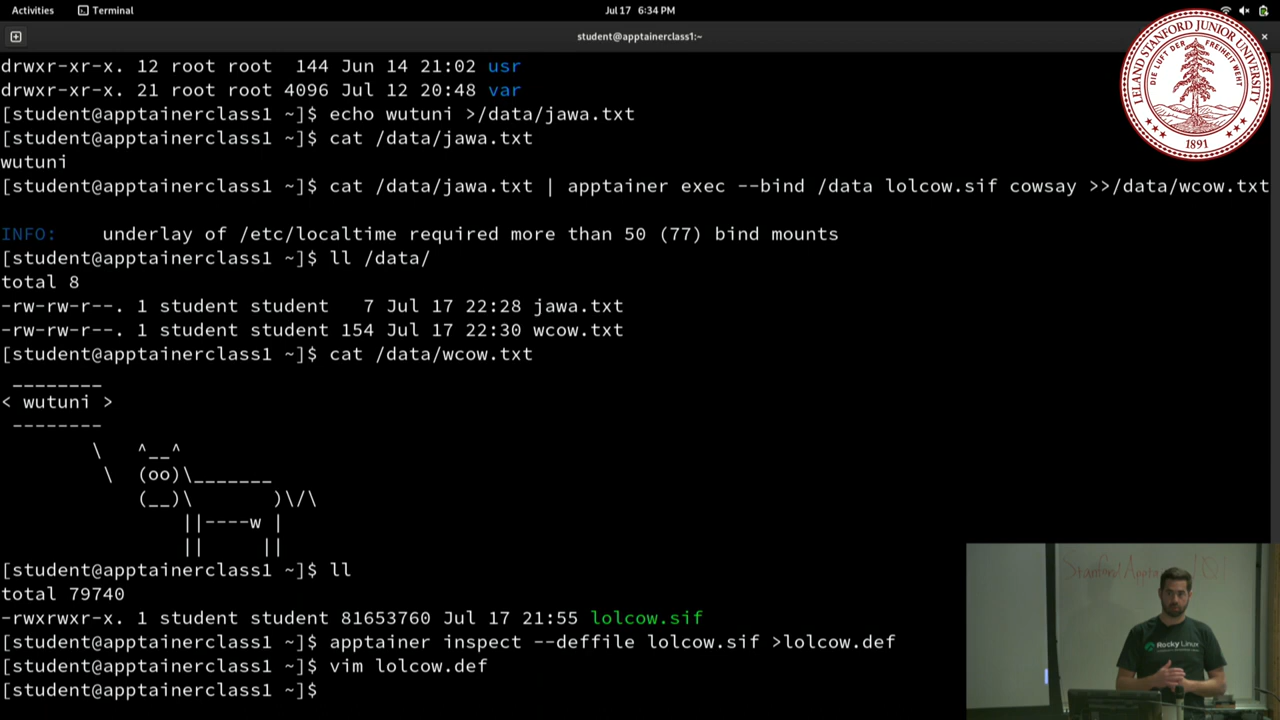 Activities
Terminal
Jul 17 6:34 PM
student@apptainerclass1:~
drwxr-xr-x. 12 root root  144 Jun 14 21:02 usr
drwxr-xr-x. 21 root root 4096 Jul 12 20:48 var
[student@apptainerclass1 ~]$ echo wutuni >/data/jawa.txt
[student@apptainerclass1 ~]$ cat /data/jawa.txt
wutuni
[student@apptainerclass1 ~]$ cat /data/jawa.txt | apptainer exec --bind /data lolcow.sif cowsay >>/data/wcow.txt
INFO:    underlay of /etc/localtime required more than 50 (77) bind mounts
[student@apptainerclass1 ~]$ ll /data/
total 8
-rw-rw-r--. 1 student student   7 Jul 17 22:28 jawa.txt
-rw-rw-r--. 1 student student 154 Jul 17 22:30 wcow.txt
[student@apptainerclass1 ~]$ cat /data/wcow.txt
 ________
< wutuni >
 --------
        \   ^__^
         \  (oo)\_______
            (__)\       )\/\
                ||----w |
                ||     ||
[student@apptainerclass1 ~]$ ll
total 79740
-rwxrwxr-x. 1 student student 81653760 Jul 17 21:55 lolcow.sif
[student@apptainerclass1 ~]$ apptainer inspect --deffile lolcow.sif >lolcow.def
[student@apptainerclass1 ~]$ vim lolcow.def
[student@apptainerclass1 ~]$
LELAND STANFORD JUNIOR UNIVERSITY
DIE LUFT DER FREIHEIT WEHT
1891
Stanford
Rocky Linux